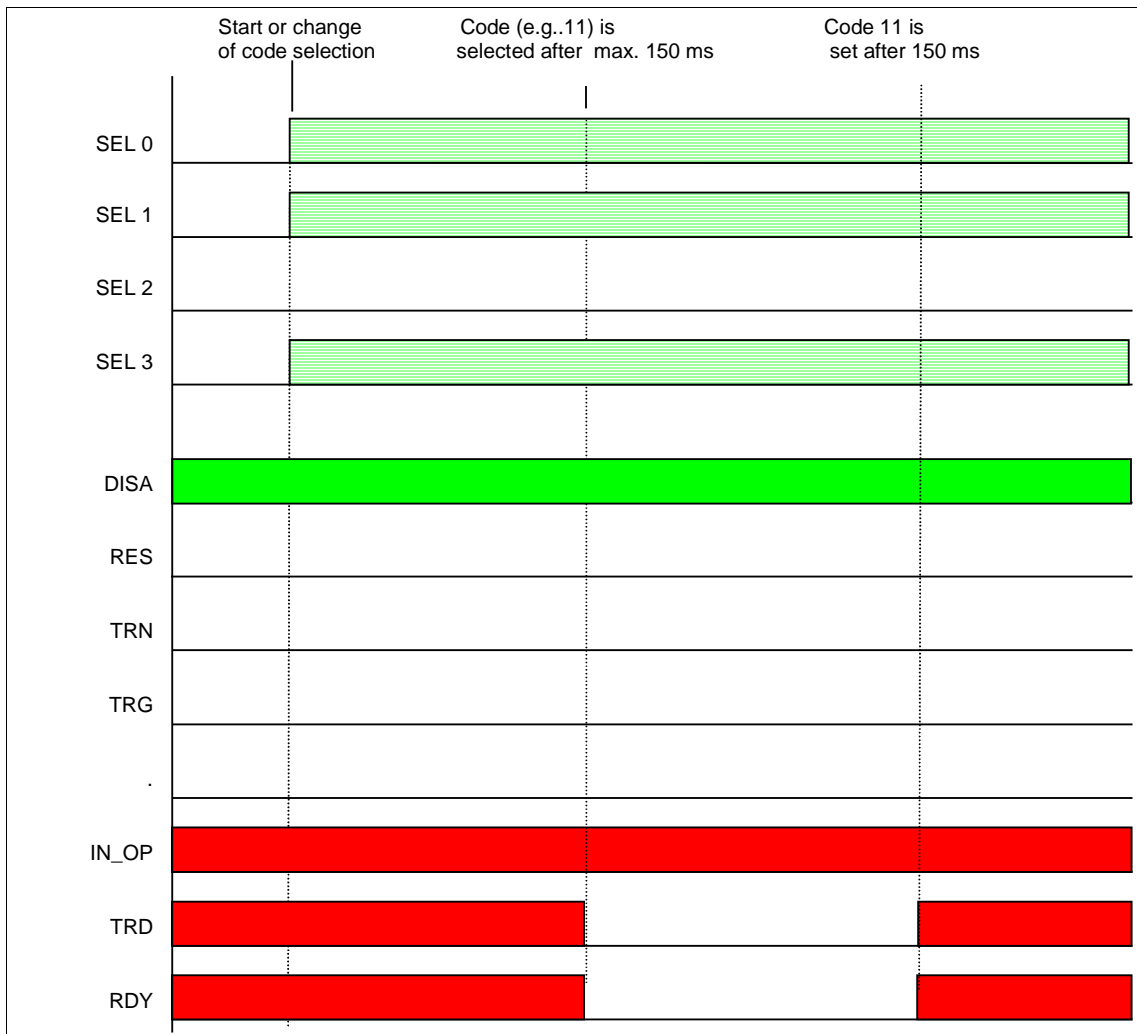 Start or change
of code selection
Code (e.g..11) is
selected after max. 150 ms
Code 11 is
set after 150 ms
SEL 0
SEL 1
SEL 2
SEL 3
DISA
RES
TRN
TRG
.
IN_OP
TRD
RDY